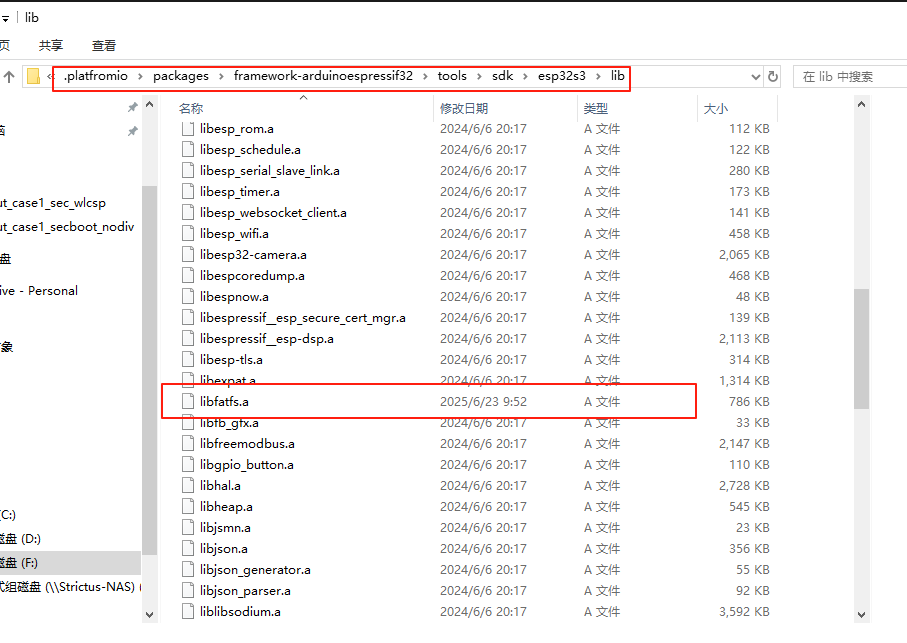 lib
页 共享 查看
« .platfromio › packages › framework-arduinoespressif32 › tools › sdk › esp32s3 › lib 在 lib 中搜索
名称 修改日期 类型 大小
libesp_rom.a 2024/6/6 20:17 A 文件 112 KB
脑
libesp_schedule.a 2024/6/6 20:17 A 文件 122 KB
libesp_serial_slave_link.a 2024/6/6 20:17 A 文件 280 KB
libesp_timer.a 2024/6/6 20:17 A 文件 173 KB
ut_case1_sec_wlcsp
libesp_websocket_client.a 2024/6/6 20:17 A 文件 141 KB
ut_case1_secboot_nodiv
libesp_wifi.a 2024/6/6 20:17 A 文件 458 KB
盘
libesp32-camera.a 2024/6/6 20:17 A 文件 2,065 KB
libespcoredump.a 2024/6/6 20:17 A 文件 468 KB
ive - Personal
libespnow.a 2024/6/6 20:17 A 文件 48 KB
libespressif__esp_secure_cert_mgr.a 2024/6/6 20:17 A 文件 139 KB
libespressif__esp-dsp.a 2024/6/6 20:17 A 文件 2,113 KB
对象
libesp-tls.a 2024/6/6 20:17 A 文件 314 KB
libexpat.a 2024/6/6 20:17 A 文件 1,314 KB
libfatfs.a 2025/6/23 9:52 A 文件 786 KB
libfb_gfx.a 2024/6/6 20:17 A 文件 33 KB
libfreemodbus.a 2024/6/6 20:17 A 文件 2,147 KB
libgpio_button.a 2024/6/6 20:17 A 文件 110 KB
libhal.a 2024/6/6 20:17 A 文件 2,728 KB
libheap.a 2024/6/6 20:17 A 文件 545 KB
(C:)
libjsmn.a 2024/6/6 20:17 A 文件 23 KB
磁盘 (D:)
libjson.a 2024/6/6 20:17 A 文件 356 KB
磁盘 (F:)
libjson_generator.a 2024/6/6 20:17 A 文件 55 KB
式组磁盘 (\\Strictus-NAS) (
libjson_parser.a 2024/6/6 20:17 A 文件 92 KB
liblibsodium.a 2024/6/6 20:17 A 文件 3,592 KB